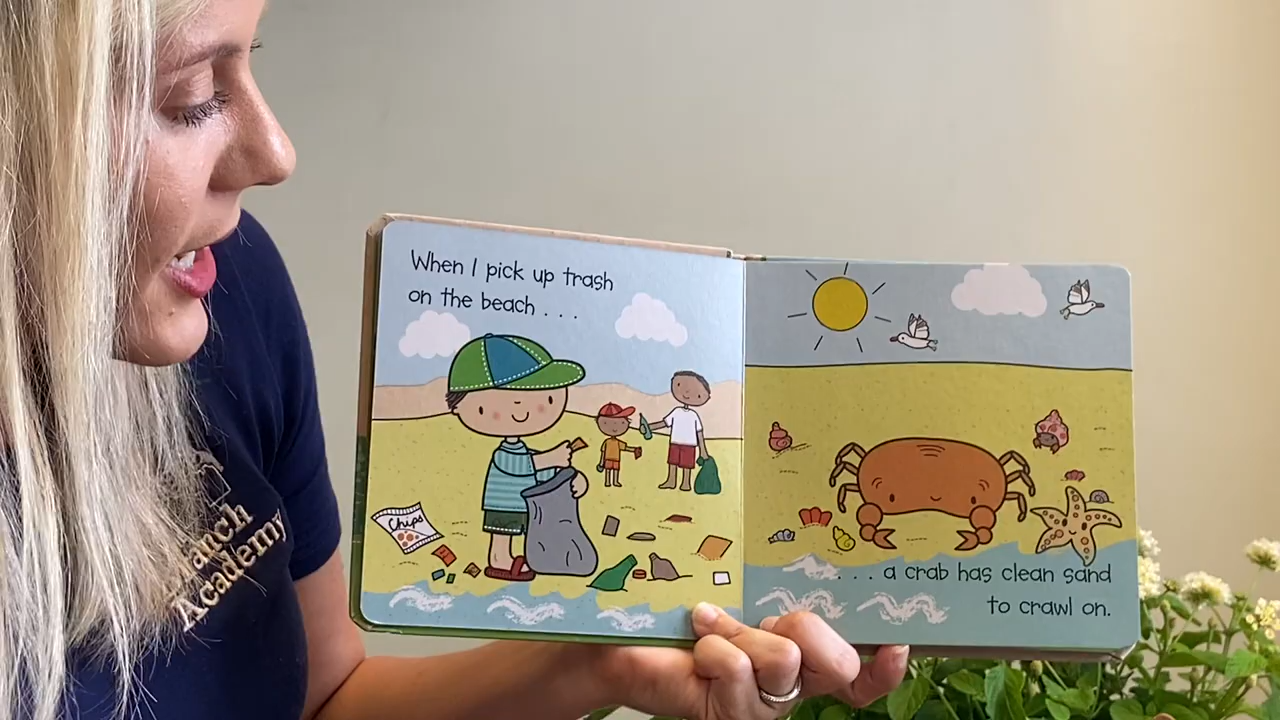 When I pick up trash
on the beach . . .
Chips
. . . a crab has clean sand
to crawl on.
Academy